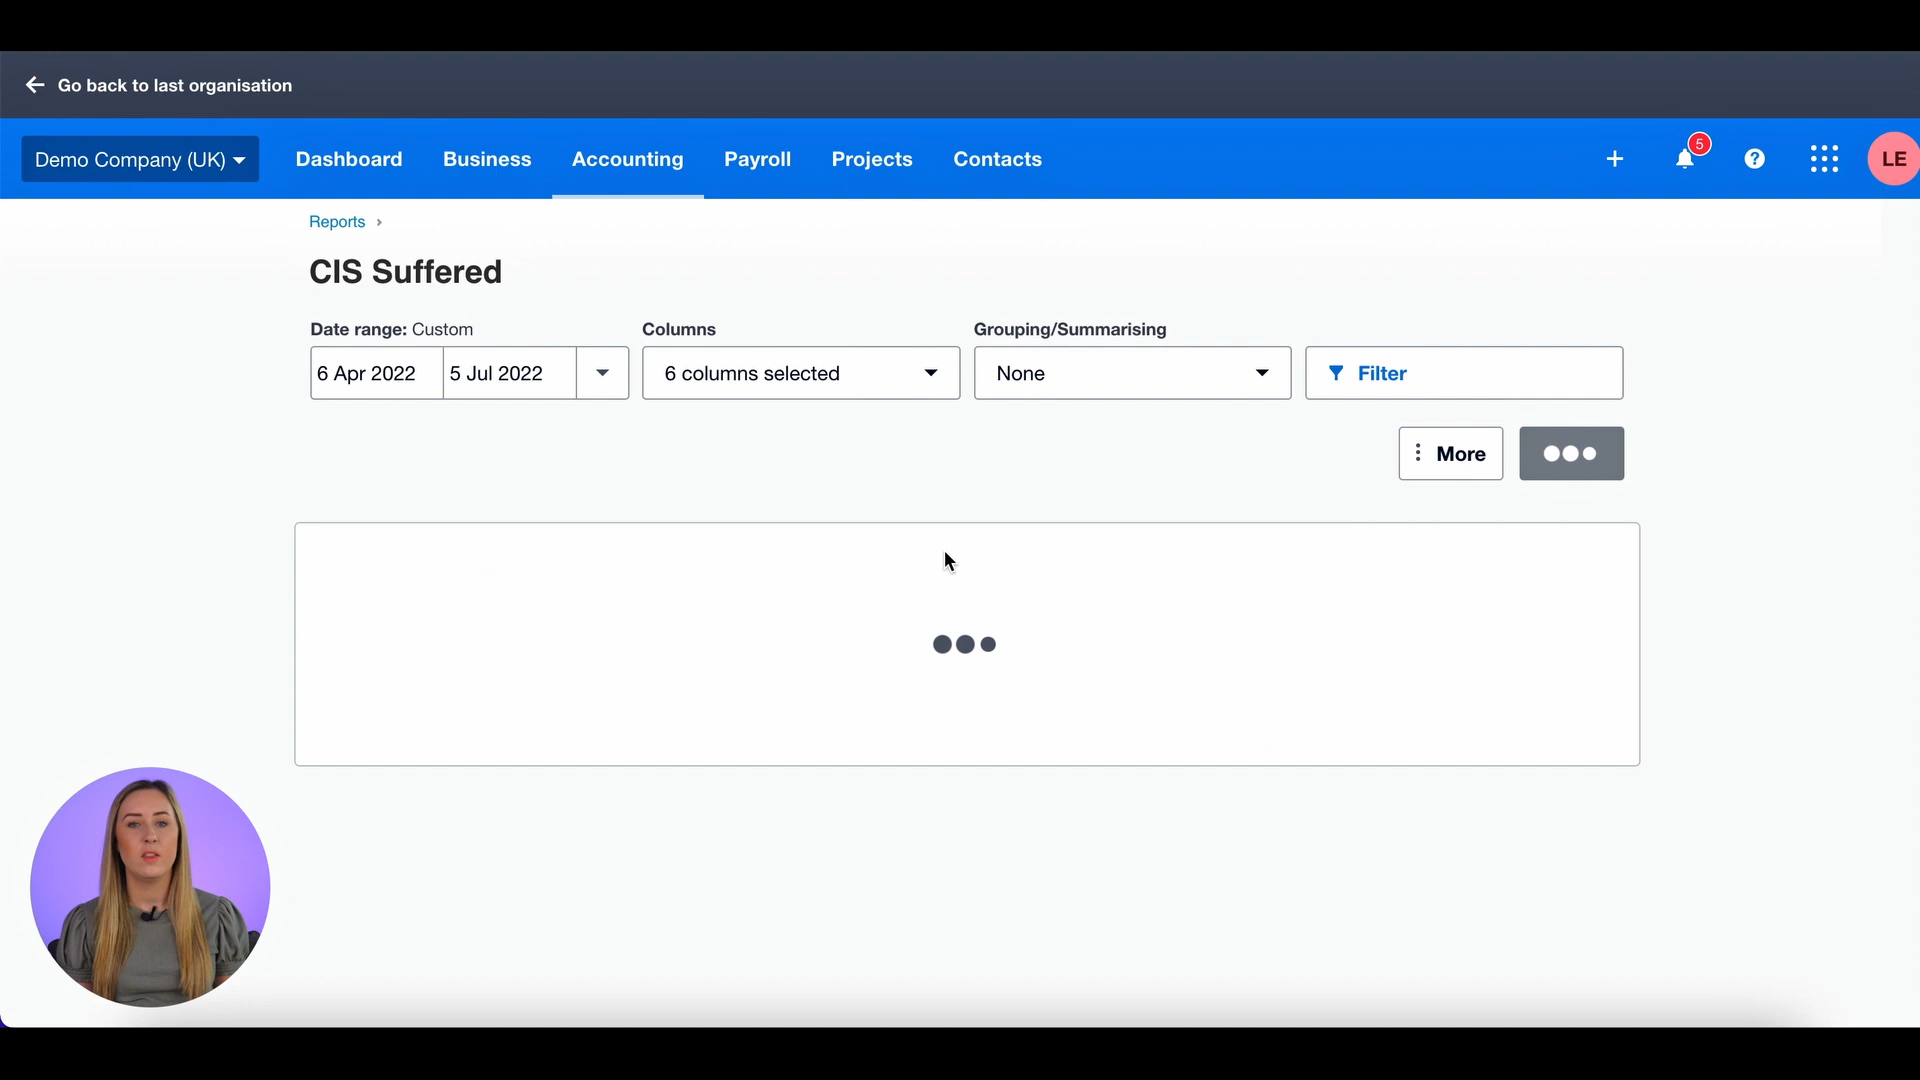 Go back to last organisation
Demo Company (UK) Dashboard Business Accounting Payroll Projects Contacts 5 ? LE
Reports
CIS Suffered
Date range: Custom Columns Grouping/Summarising
6 Apr 2022 5 Jul 2022 6 columns selected None Filter
More